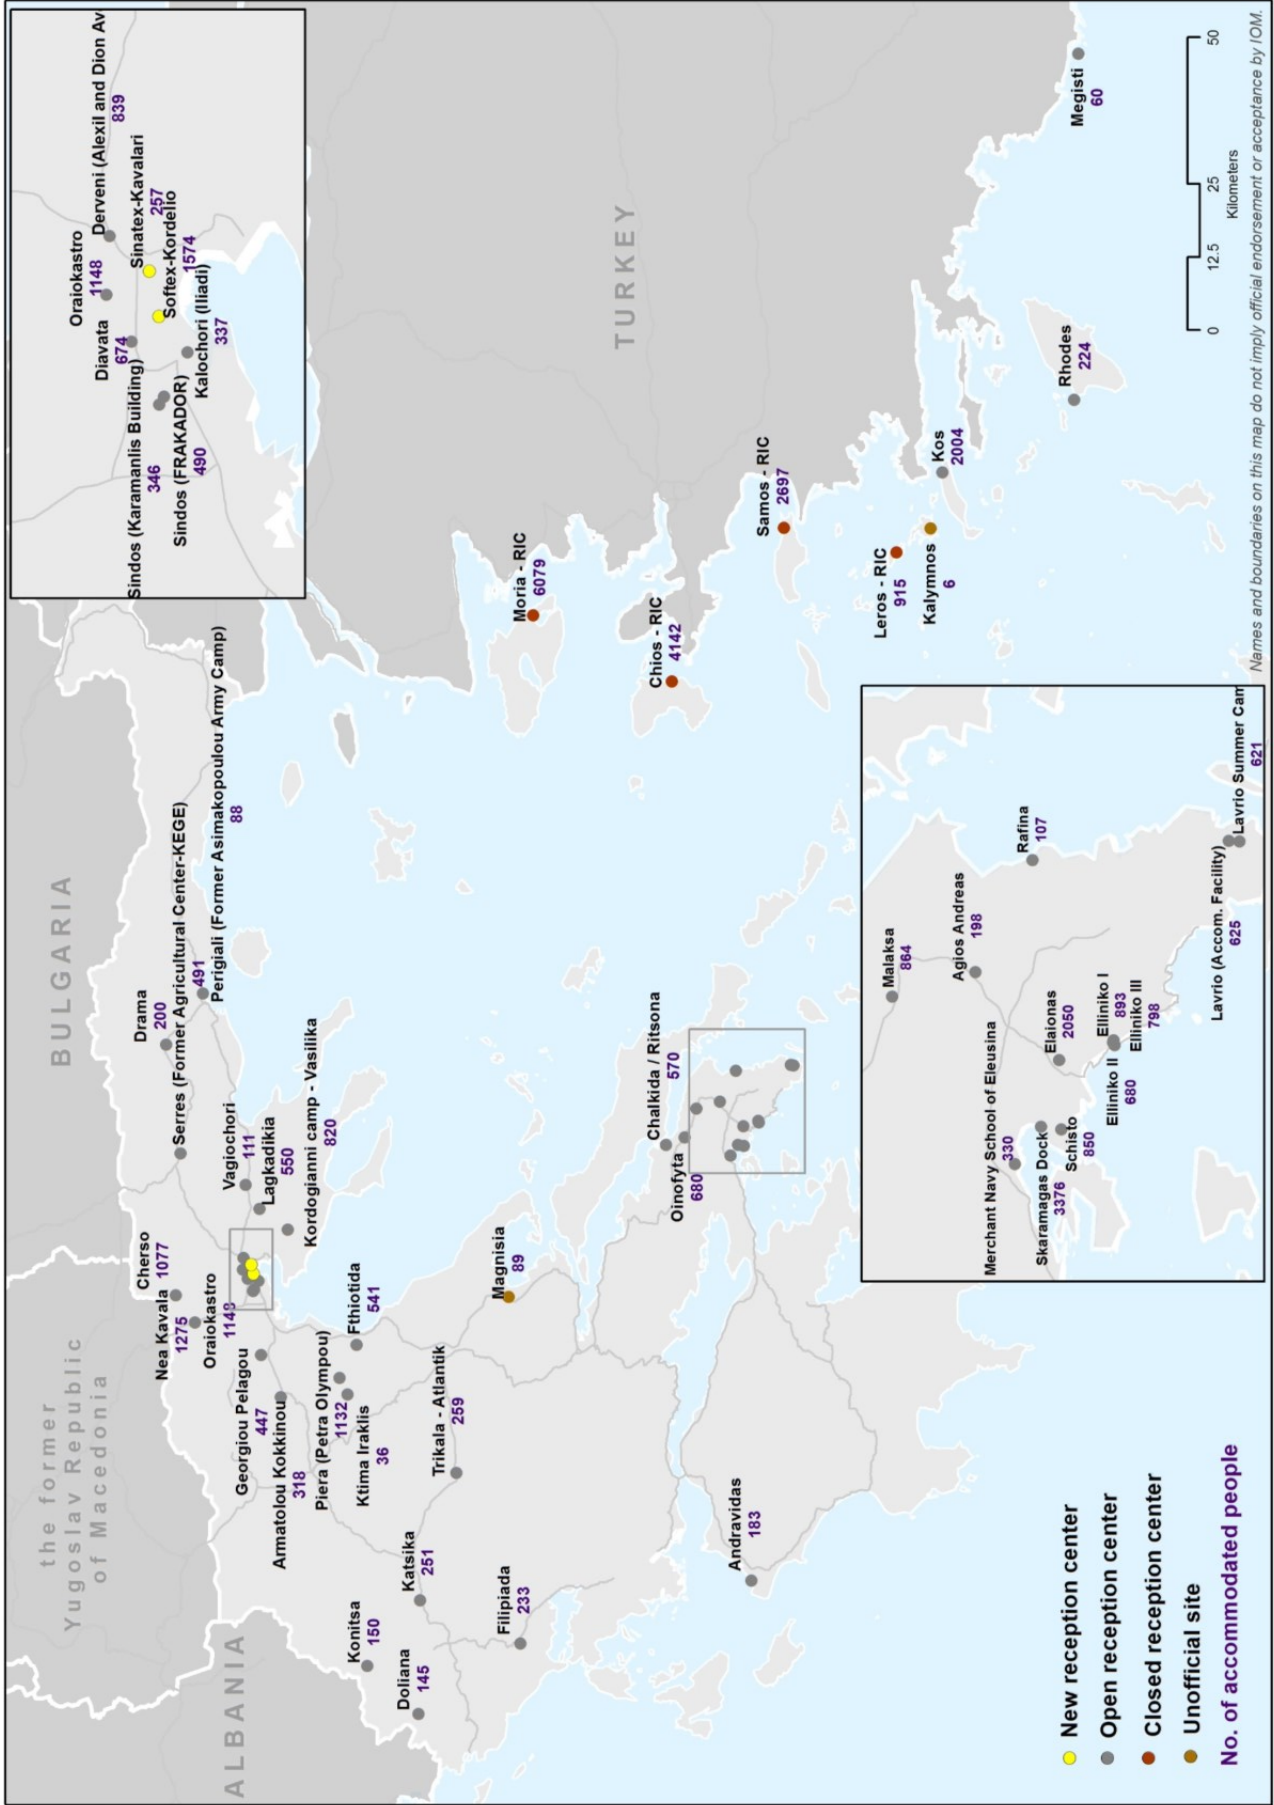 the former
Yugoslav Republic
of Macedonia
BULGARIA
ALBANIA
TURKEY
Konitsa
150
Doliana
145
Katsika
251
Filipiada
233
Georgiou Pelagou
447
Armatolou Kokkinou
318
Piera (Petra Olympou)
1132
Ktima Iraklis
36
Trikala - Atlantik
259
Andravidas
183
Nea Kavala
1275
Cherso
1077
Oraiokastro
1148
Fthiotida
541
Magnisia
89
Drama
200
Serres (Former Agricultural Center-KEGE)
491
Perigiali (Former Asimakopoulou Army Camp)
88
Vagiochori
111
Lagkadikia
550
Kordogianni camp - Vasilika
820
Chalkida / Ritsona
570
Oinofyta
680
Moria - RIC
6079
Chios - RIC
4142
Samos - RIC
2697
Leros - RIC
915
Kalymnos
6
Kos
2004
Rhodes
224
Megisti
60
Oraiokastro
1148
Derveni (Alexil and Dion Av
839
Diavata
674
Sinatex-Kavalari
257
Softex-Kordelio
1574
Sindos (Karamanlis Building)
346
Sindos (FRAKADOR)
490
Kalochori (Iliadi)
337
Malaksa
864
Agios Andreas
198
Rafina
107
Merchant Navy School of Eleusina
330
Elaionas
2050
Skaramagas Dock
3376
Schisto
850
Elliniko I
893
Elliniko II
680
Elliniko III
798
Lavrio (Accom. Facility)
625
Lavrio Summer Cam
621
New reception center
Open reception center
Closed reception center
Unofficial site
No. of accommodated people
0 12.5 25 50
Kilometers
Names and boundaries on this map do not imply official endorsement or acceptance by IOM.